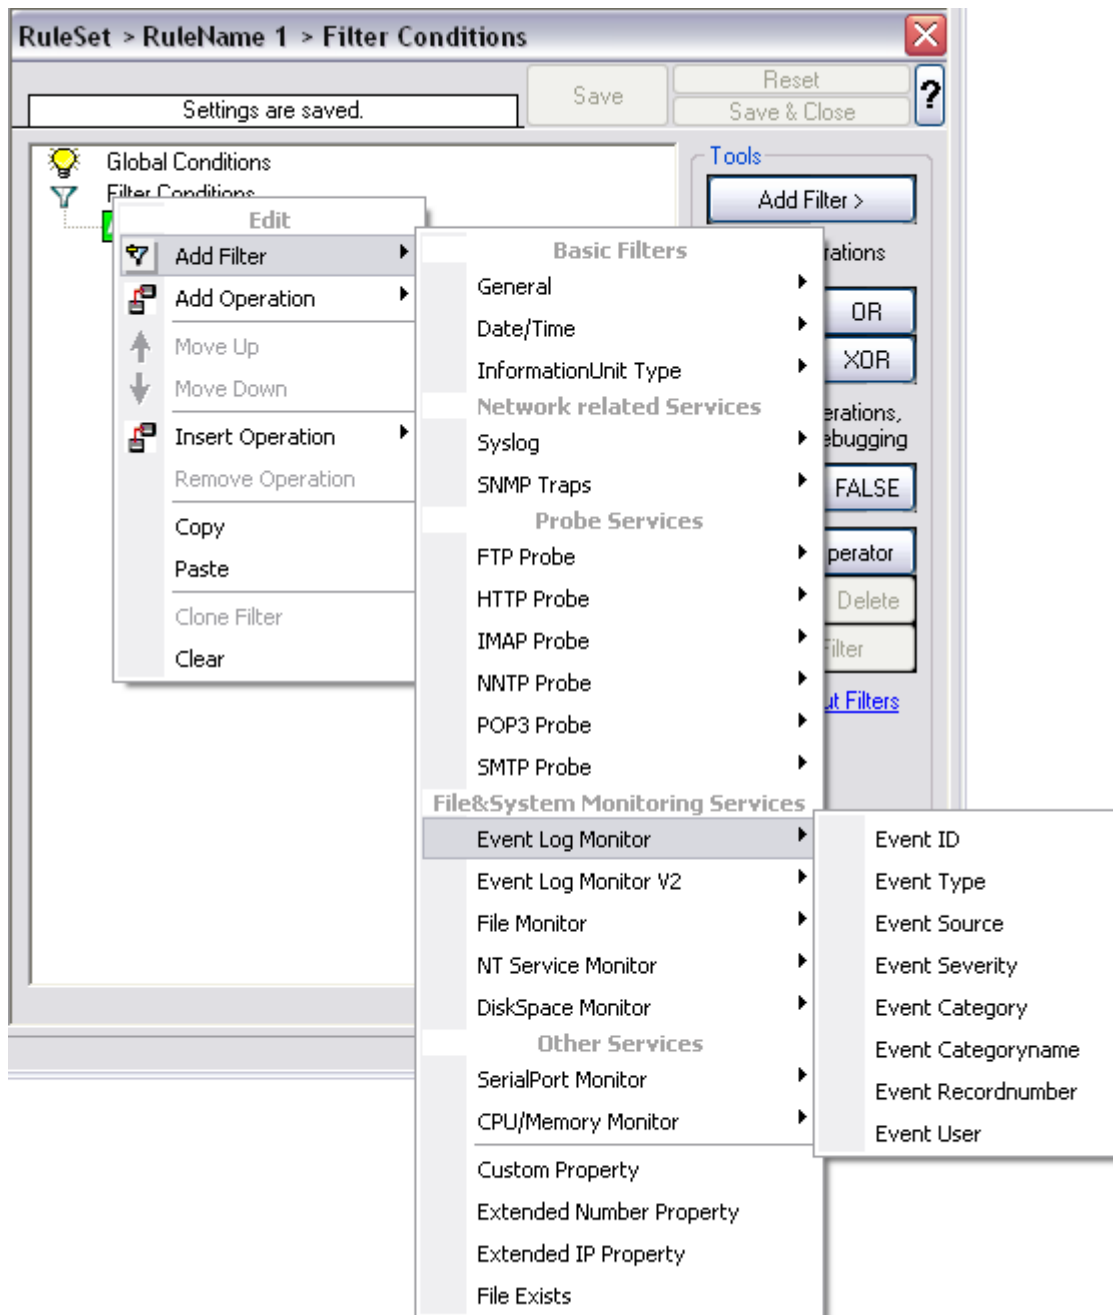 RuleSet > RuleName 1 > Filter Conditions
Settings are saved.
Save
Reset
Save & Close
?
Global Conditions
Filter Conditions
Tools
Add Filter >
OR
XOR
FALSE
Delete
Filters
Edit
Add Filter
Add Operation
Move Up
Move Down
Insert Operation
Remove Operation
Copy
Paste
Clone Filter
Clear
Basic Filters
General
Date/Time
InformationUnit Type
Network related Services
Syslog
SNMP Traps
Probe Services
FTP Probe
HTTP Probe
IMAP Probe
NNTP Probe
POP3 Probe
SMTP Probe
File&System Monitoring Services
Event Log Monitor
Event Log Monitor V2
File Monitor
NT Service Monitor
DiskSpace Monitor
Other Services
SerialPort Monitor
CPU/Memory Monitor
Custom Property
Extended Number Property
Extended IP Property
File Exists
Event ID
Event Type
Event Source
Event Severity
Event Category
Event Categoryname
Event Recordnumber
Event User